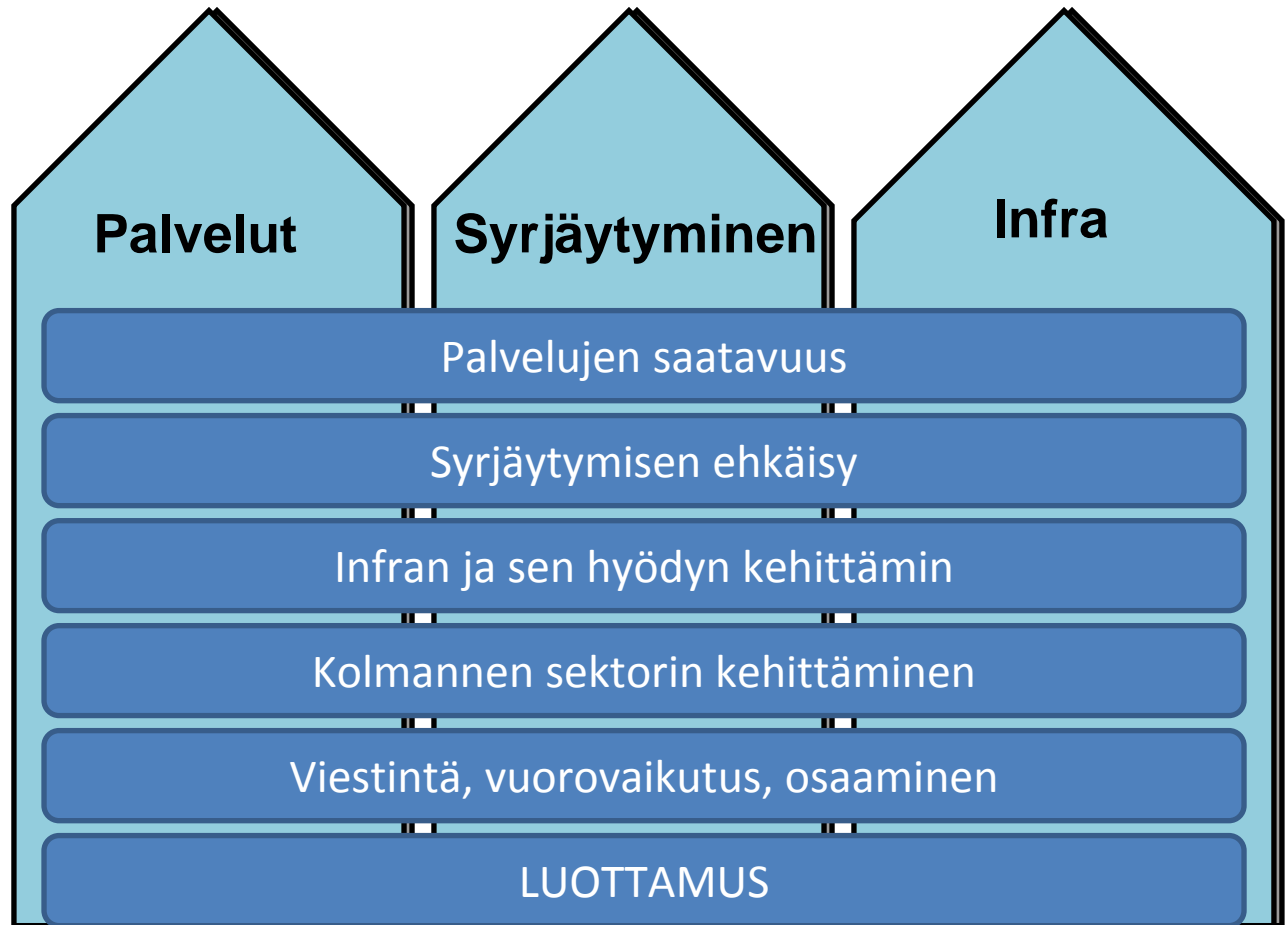 Palvelut
Syrjäytyminen
Infra
Palvelujen saatavuus
Syrjäytymisen ehkäisy
Infran ja sen hyödyn kehittämin
Kolmannen sektorin kehittäminen
Viestintä, vuorovaikutus, osaaminen
LUOTTAMUS